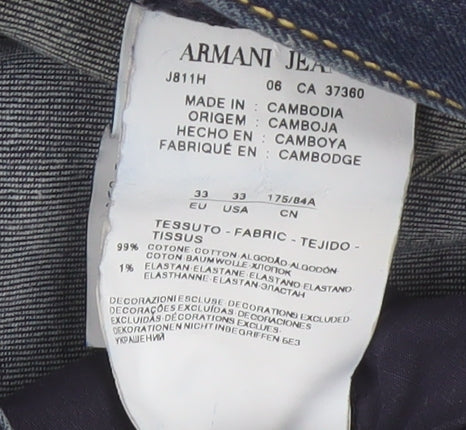 ARMANI JEA
J811H 06 CA 37360
MADE IN : CAMBODIA
ORIGEM : CAMBOJA
HECHO EN : CAMBOYA
FABRIQUÉ EN : CAMBODGE
33 33 175/84A
EU USA CN
TESSUTO - FABRIC - TEJIDO -
TISSUS
99% COTONE·COTTON·ALGODÃO·ALGODÓN·
COTON·BAUMWOLLE·ХЛОПОК
1% ELASTAN·ELASTANE·ELASTANO·ELASTANO·
ELASTHANNE·ELASTAN·ЭЛАСТАН
DECORAZIONI ESCLUSE·DECORATIONS EXCLUDED·
DECORAÇÕES EXCLUÍDAS·DECORACIONES
EXCLUÍDAS·DÉCORATIONS EXCLUES·
DEKORATIONEN NICHT INBEGRIFFEN·БЕЗ
УКРАШЕНИЙ